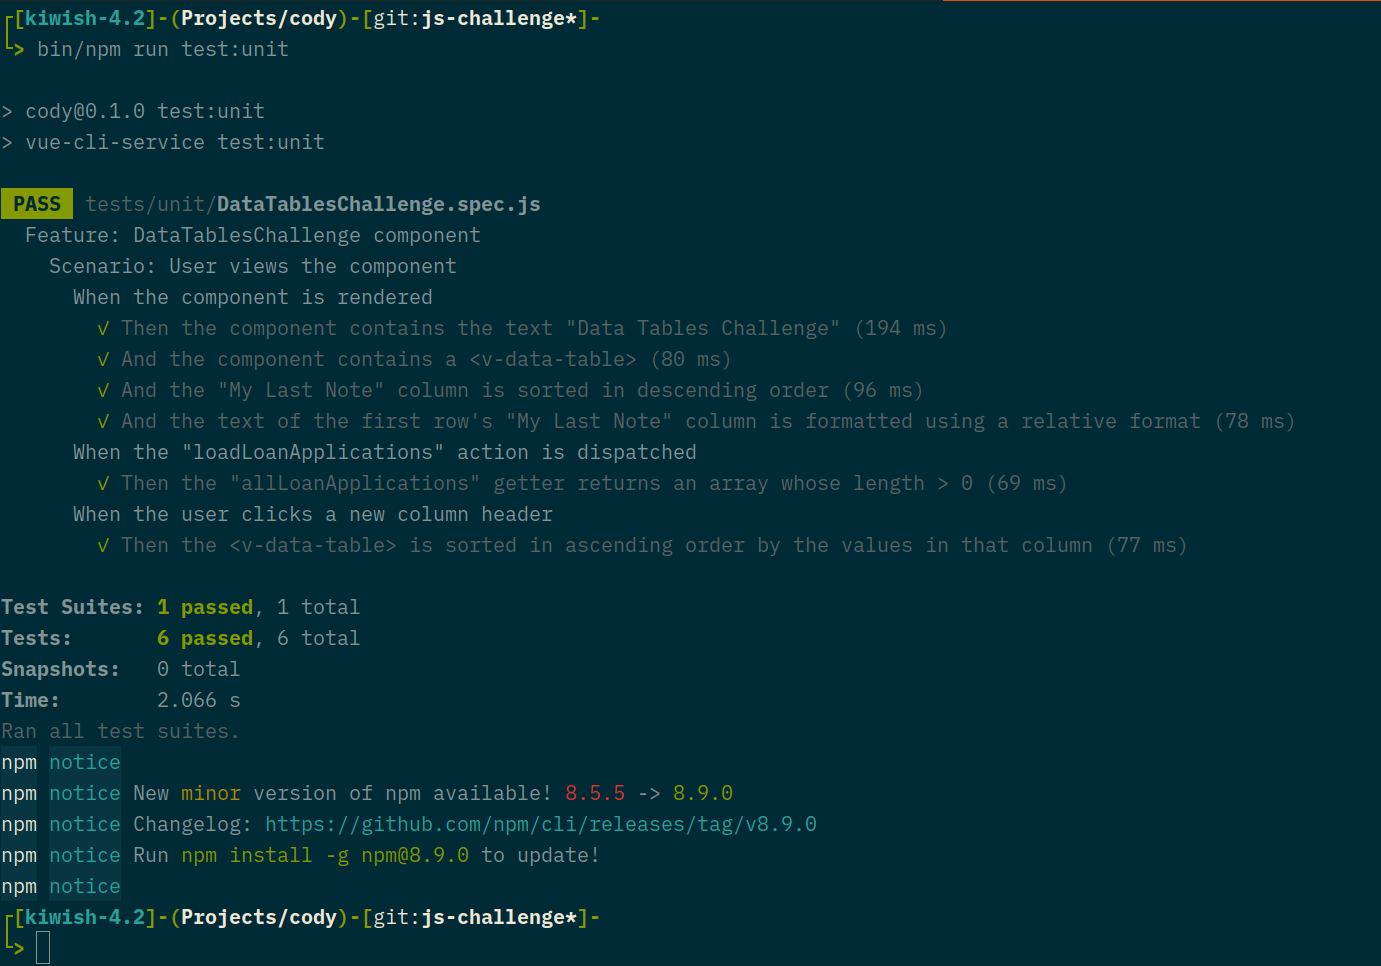 [kiwish-4.2]-(Projects/cody)-[git:js-challenge*]-
> bin/npm run test:unit
> cody@0.1.0 test:unit
> vue-cli-service test:unit
PASS tests/unit/DataTablesChallenge.spec.js
Feature: DataTablesChallenge component
Scenario: User views the component
When the component is rendered
✓ Then the component contains the text "Data Tables Challenge" (194 ms)
✓ And the component contains a <v-data-table> (80 ms)
✓ And the "My Last Note" column is sorted in descending order (96 ms)
✓ And the text of the first row's "My Last Note" column is formatted using a relative format (78 ms)
When the "loadLoanApplications" action is dispatched
✓ Then the "allLoanApplications" getter returns an array whose length > 0 (69 ms)
When the user clicks a new column header
✓ Then the <v-data-table> is sorted in ascending order by the values in that column (77 ms)
Test Suites: 1 passed, 1 total
Tests: 6 passed, 6 total
Snapshots: 0 total
Time: 2.066 s
Ran all test suites.
npm notice
npm notice New minor version of npm available! 8.5.5 -> 8.9.0
npm notice Changelog: https://github.com/npm/cli/releases/tag/v8.9.0
npm notice Run npm install -g npm@8.9.0 to update!
npm notice
[kiwish-4.2]-(Projects/cody)-[git:js-challenge*]-
>